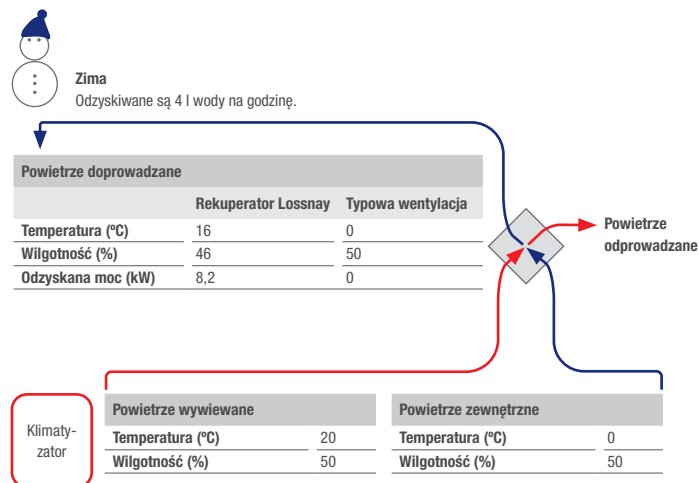 Zima
Odzyskiwane są 4 l wody na godzinę.
Powietrze doprowadzane
Rekuperator Lossnay Typowa wentylacja
Temperatura (ºC) 16 0
Wilgotność (%) 46 50
Odzyskana moc (kW) 8,2 0
Powietrze
odprowadzane
Klimaty-
zator
Powietrze wywiewane
Temperatura (ºC) 20
Wilgotność (%) 50
Powietrze zewnętrzne
Temperatura (ºC) 0
Wilgotność (%) 50